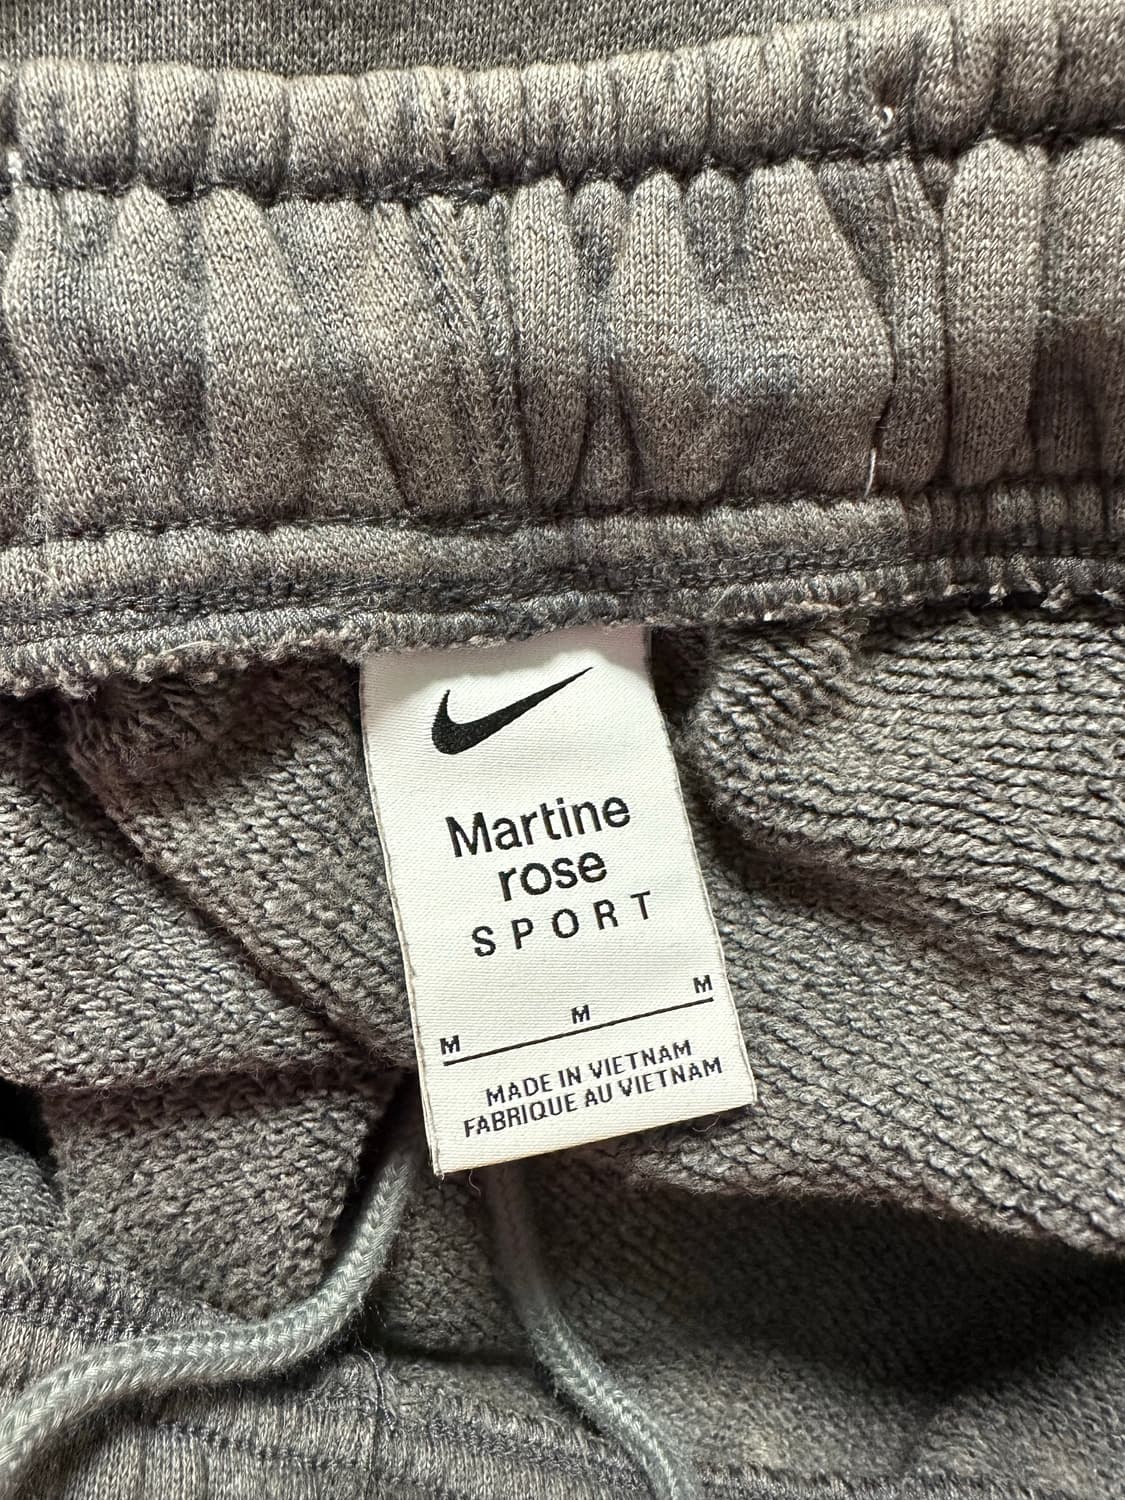 Martine
rose
SPORT
M M M
MADE IN VIETNAM
FABRIQUE AU VIETNAM